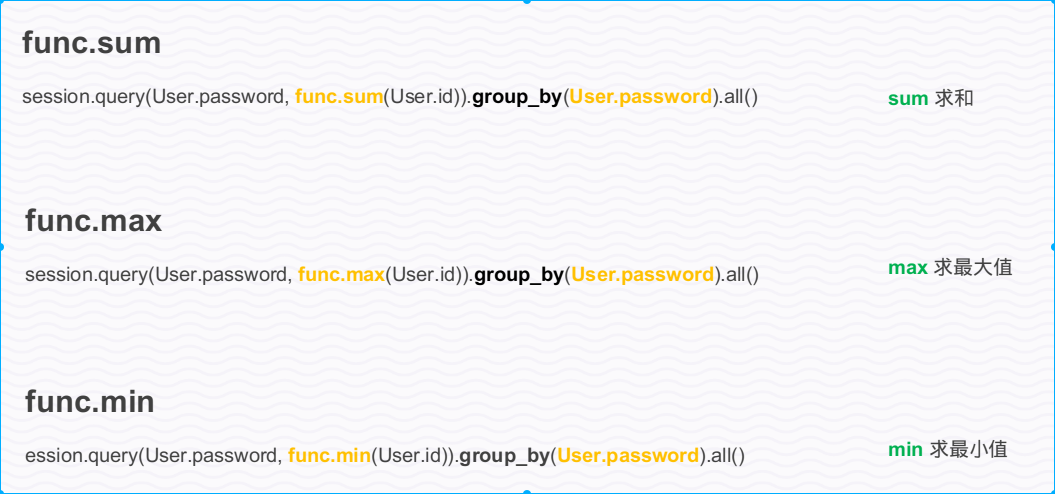 func.sum
session.query(User.password, func.sum(User.id)).group_by(User.password).all()
sum 求和
func.max
session.query(User.password, func.max(User.id)).group_by(User.password).all()
max 求最大值
func.min
ession.query(User.password, func.min(User.id)).group_by(User.password).all()
min 求最小值